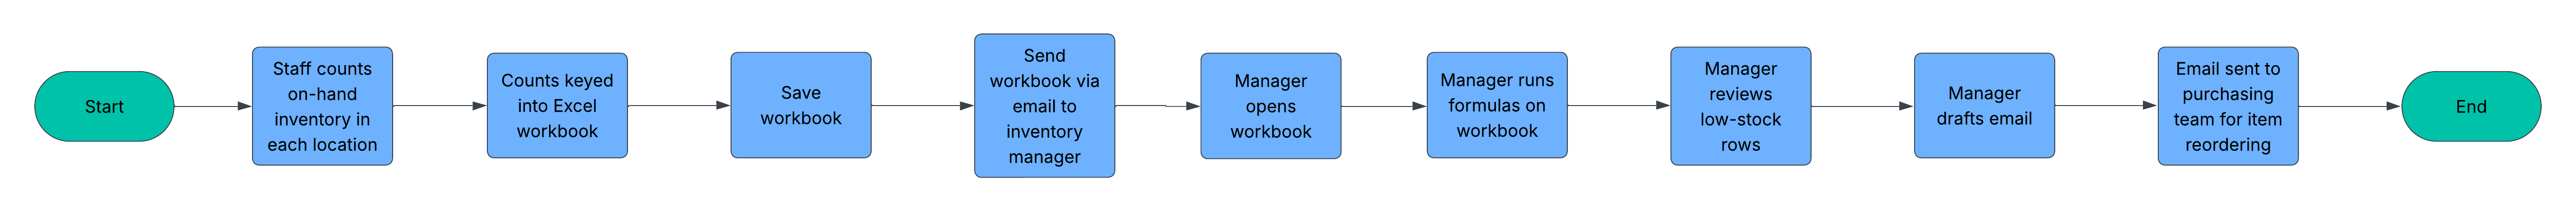 Start
Staff counts
on-hand
inventory in
each location
Counts keyed
into Excel
workbook
Save
workbook
Send
workbook via
email to
inventory
manager
Manager
opens
workbook
Manager runs
formulas on
workbook
Manager
reviews
low-stock
rows
Manager
drafts email
Email sent to
purchasing
team for item
reordering
End